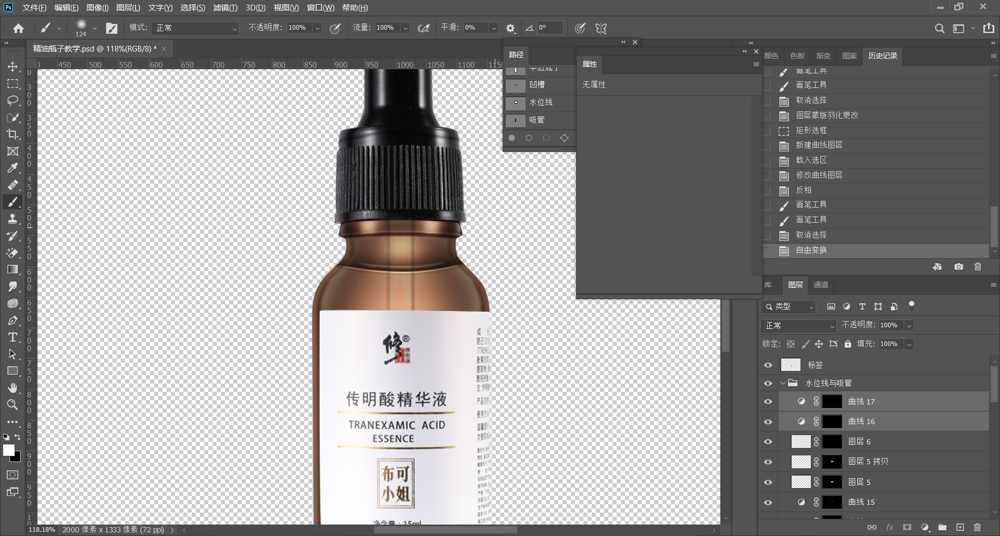 Ps 文件(F) 编辑(E) 图像(I) 图层(L) 文字(Y) 选择(S) 滤镜(T) 3D(D) 视图(V) 窗口(W) 帮助(H)
124 模式: 正常 不透明度: 100% 流量: 100% 平滑: 0% 0°
精油瓶子教学.psd @ 118%(RGB/8) * ×
450 500 550 600 650 700 750 800 850 900 950 1000 1050 1100
路径
凹槽
水位线
吸管
属性
无属性
颜色 色板 渐变 图案 历史记录
画笔工具
画笔工具
取消选择
图层蒙版羽化更改
矩形选框
新建曲线图层
载入选区
修改曲线图层
反相
画笔工具
画笔工具
取消选择
自由变换
库 图层 通道
类型
正常 不透明度: 100%
锁定: 填充: 100%
标签
水位线与吸管
曲线 17
曲线 16
图层 6
图层 5 拷贝
图层 5
曲线 15
fx
修®
传明酸精华液
TRANEXAMIC ACID
ESSENCE
布可
小姐
净含量：15ml
118.18% 2000 像素 x 1333 像素 (72 ppi)